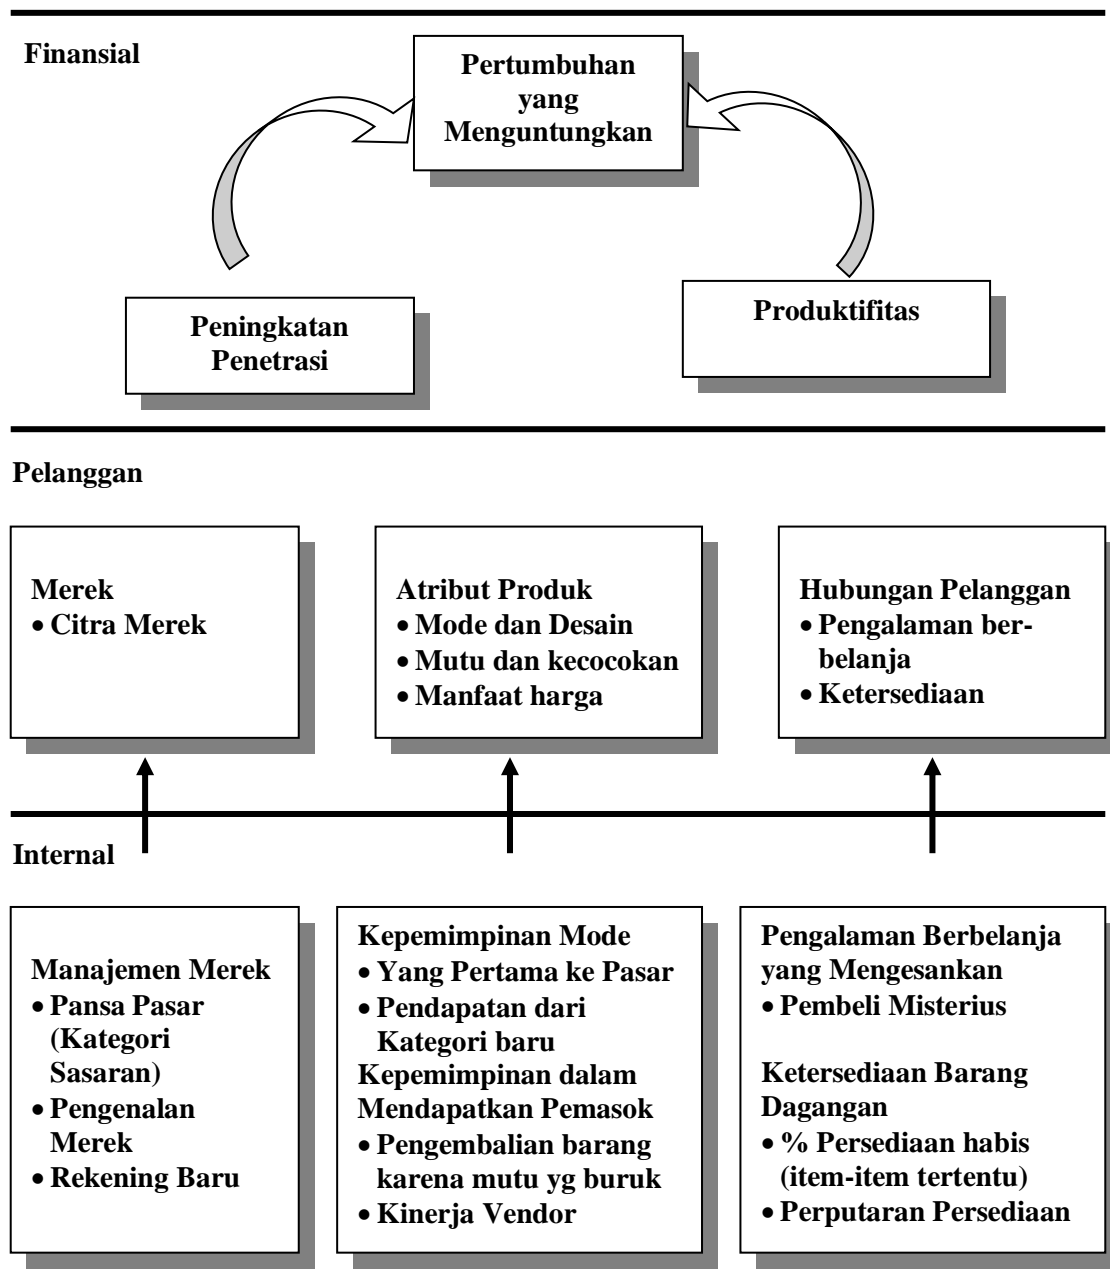 Finansial
Pertumbuhan
yang
Menguntungkan
Peningkatan
Penetrasi
Produktifitas
Pelanggan
Merek
• Citra Merek
Atribut Produk
• Mode dan Desain
• Mutu dan kecocokan
• Manfaat harga
Hubungan Pelanggan
• Pengalaman ber-
belanja
• Ketersediaan
Internal
Manajemen Merek
• Pansa Pasar
(Kategori
Sasaran)
• Pengenalan
Merek
• Rekening Baru
Kepemimpinan Mode
• Yang Pertama ke Pasar
• Pendapatan dari
Kategori baru
Kepemimpinan dalam
Mendapatkan Pemasok
• Pengembalian barang
karena mutu yg buruk
• Kinerja Vendor
Pengalaman Berbelanja
yang Mengesankan
• Pembeli Misterius
Ketersediaan Barang
Dagangan
• % Persediaan habis
(item-item tertentu)
• Perputaran Persediaan